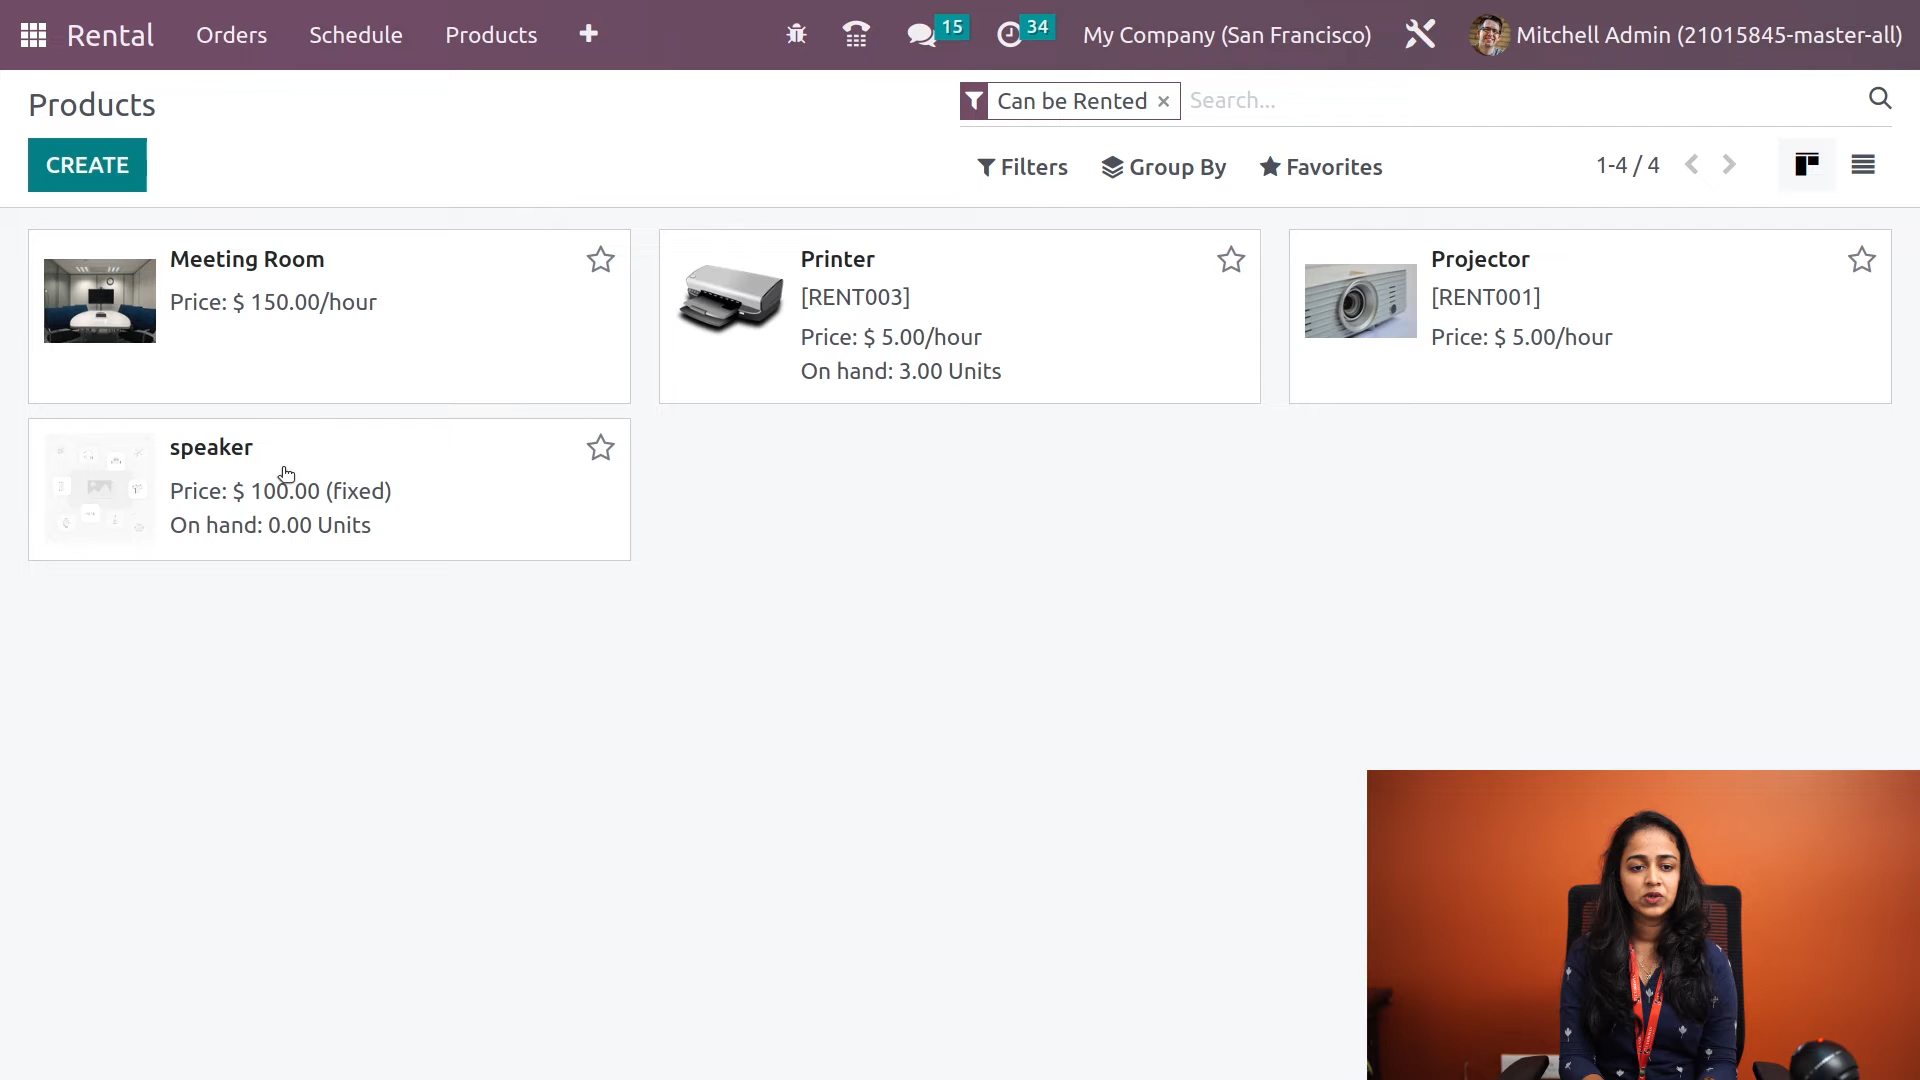 Rental Orders Schedule Products + 15 34 My Company (San Francisco) Mitchell Admin (21015845-master-all)
Products
Can be Rented × Search...
CREATE
Filters Group By Favorites 1-4 / 4
Meeting Room
Price: $ 150.00/hour
Printer
[RENT003]
Price: $ 5.00/hour
On hand: 3.00 Units
Projector
[RENT001]
Price: $ 5.00/hour
speaker
Price: $ 100.00 (fixed)
On hand: 0.00 Units